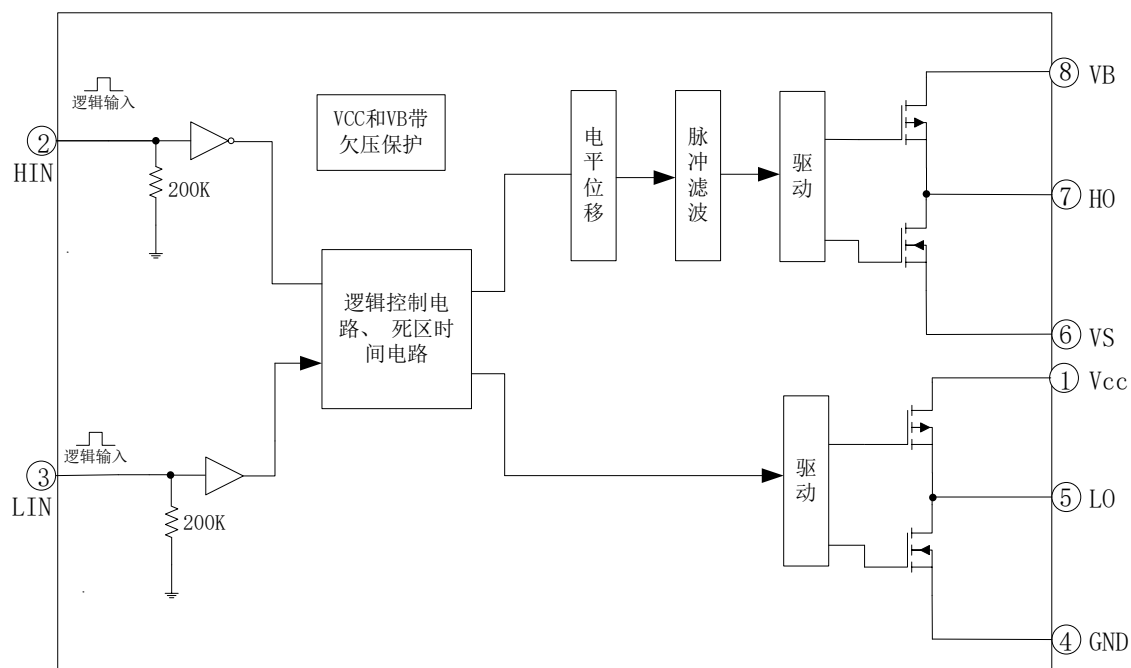 逻辑输入
② HIN
200K
VCC和VB带
欠压保护
逻辑控制电
路、 死区时
间电路
电平位移
脉冲滤波
驱动
⑧ VB
⑦ HO
⑥ VS
逻辑输入
③ LIN
200K
驱动
① Vcc
⑤ LO
④ GND